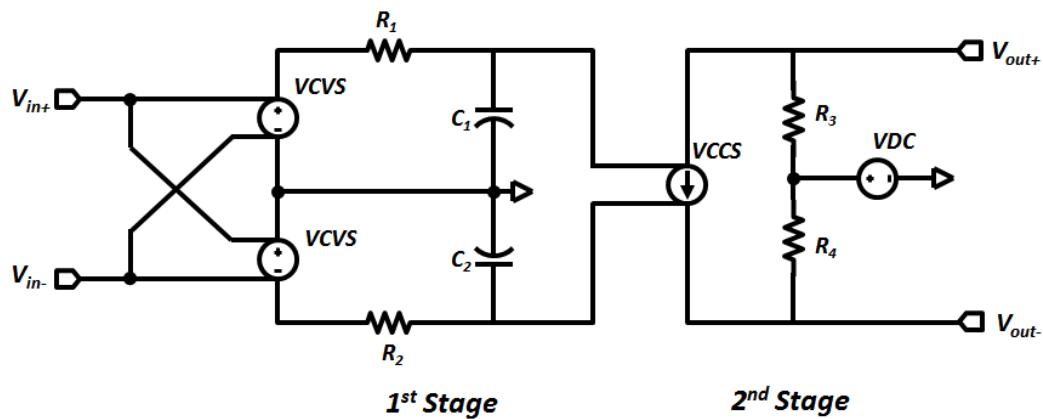 R1
Vin+
VCVS
C1
Vout+
R3
VCCS
VDC
VCVS
C2
R4
Vin-
R2
Vout-
+
-
+
-
+
-
1st Stage
2nd Stage